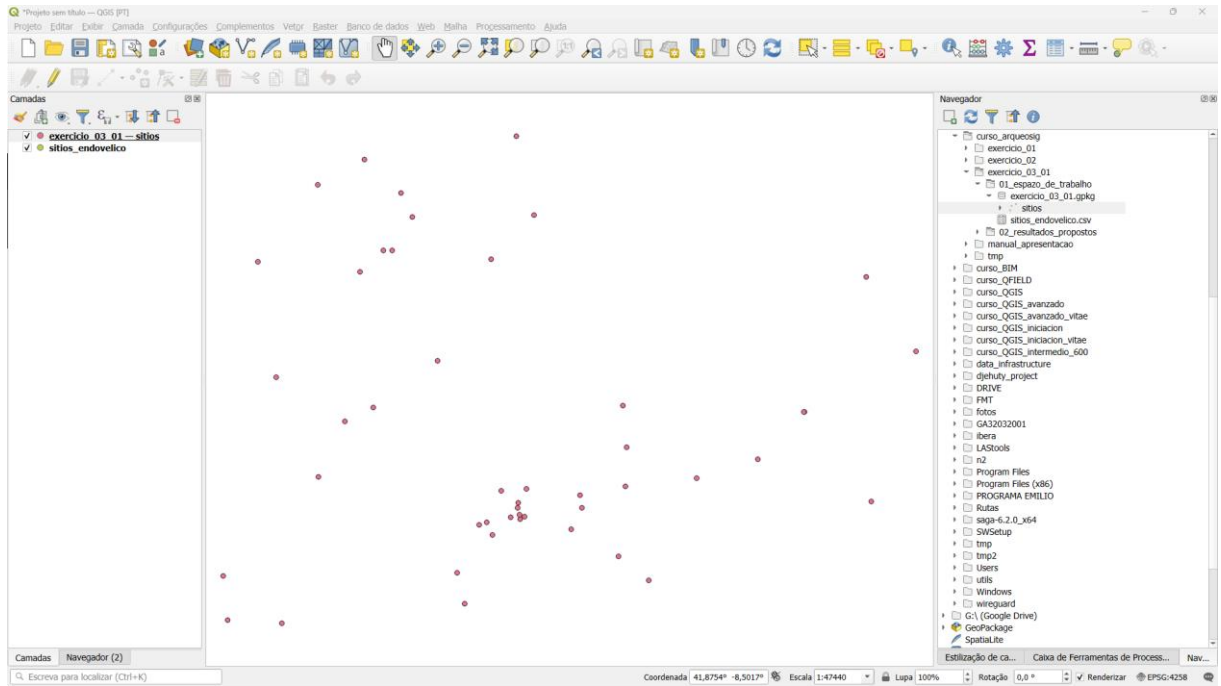 *Projeto sem título — QGIS [PT]
Projeto Editar Exibir Camada Configurações Complementos Vetor Raster Banco de dados Web Malha Processamento Ajuda
Camadas
exercicio_03_01 — sitios
sitios_endovelico
Navegador
curso_arqueosig
exercicio_01
exercicio_02
exercicio_03_01
01_espazo_de_trabalho
exercicio_03_01.gpkg
sitios
sitios_endovelico.csv
02_resultados_propostos
manual_apresentacao
tmp
curso_BIM
curso_QFIELD
curso_QGIS
curso_QGIS_avanzado
curso_QGIS_avanzado_vitae
curso_QGIS_iniciacion
curso_QGIS_iniciacion_vitae
curso_QGIS_intermedio_600
data_infrastructure
djehuty_project
DRIVE
FMT
fotos
GA32032001
ibera
LAStools
n2
Program Files
Program Files (x86)
PROGRAMA EMILIO
Rutas
saga-6.2.0_x64
SWSetup
tmp
tmp2
Users
utils
Windows
wireguard
G:\ (Google Drive)
GeoPackage
SpatiaLite
Camadas Navegador (2)
Estilização de ca... Caixa de Ferramentas de Process... Nav...
Escreva para localizar (Ctrl+K) Coordenada 41,8754° -8,5017° Escala 1:47440 Lupa 100% Rotação 0,0 ° Renderizar EPSG:4258